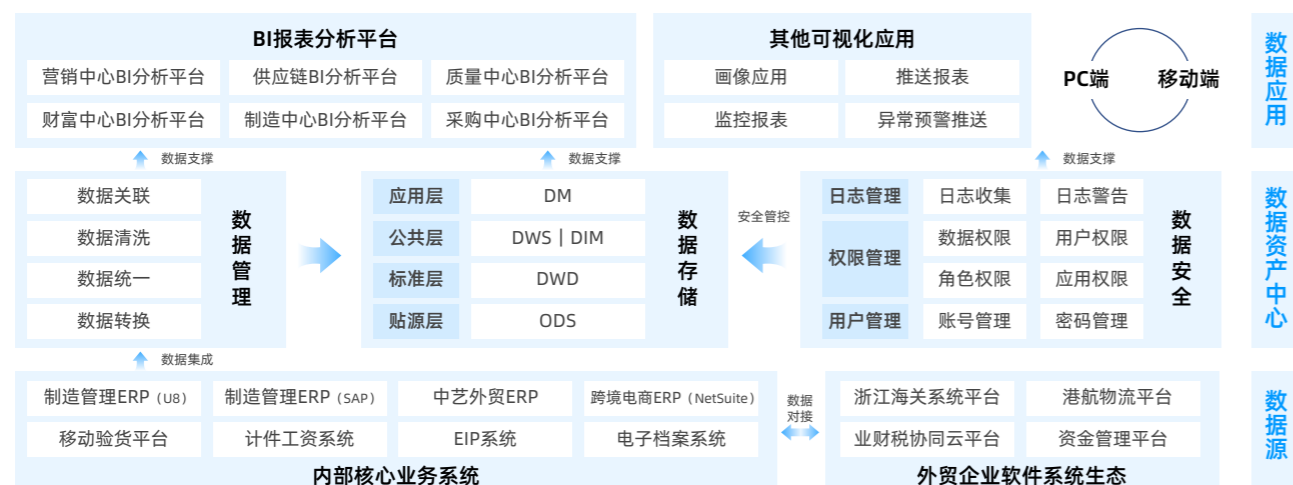 BI报表分析平台
营销中心BI分析平台 供应链BI分析平台 质量中心BI分析平台
财富中心BI分析平台 制造中心BI分析平台 采购中心BI分析平台
其他可视化应用
画像应用 推送报表
监控报表 异常预警推送
PC端 移动端
数据应用
数据支撑 数据支撑 数据支撑
数据关联
数据清洗
数据统一
数据转换
数据管理
应用层 DM
公共层 DWS | DIM
标准层 DWD
贴源层 ODS
数据存储
安全管控
日志管理 日志收集 日志警告
权限管理
数据权限 用户权限
角色权限 应用权限
用户管理 账号管理 密码管理
数据安全
数据资产中心
数据集成
制造管理ERP(U8) 制造管理ERP(SAP) 中艺外贸ERP 跨境电商ERP(NetSuite)
移动验货平台 计件工资系统 EIP系统 电子档案系统
内部核心业务系统
数据
对接
浙江海关系统平台 港航物流平台
业财税协同云平台 资金管理平台
外贸企业软件系统生态
数据源